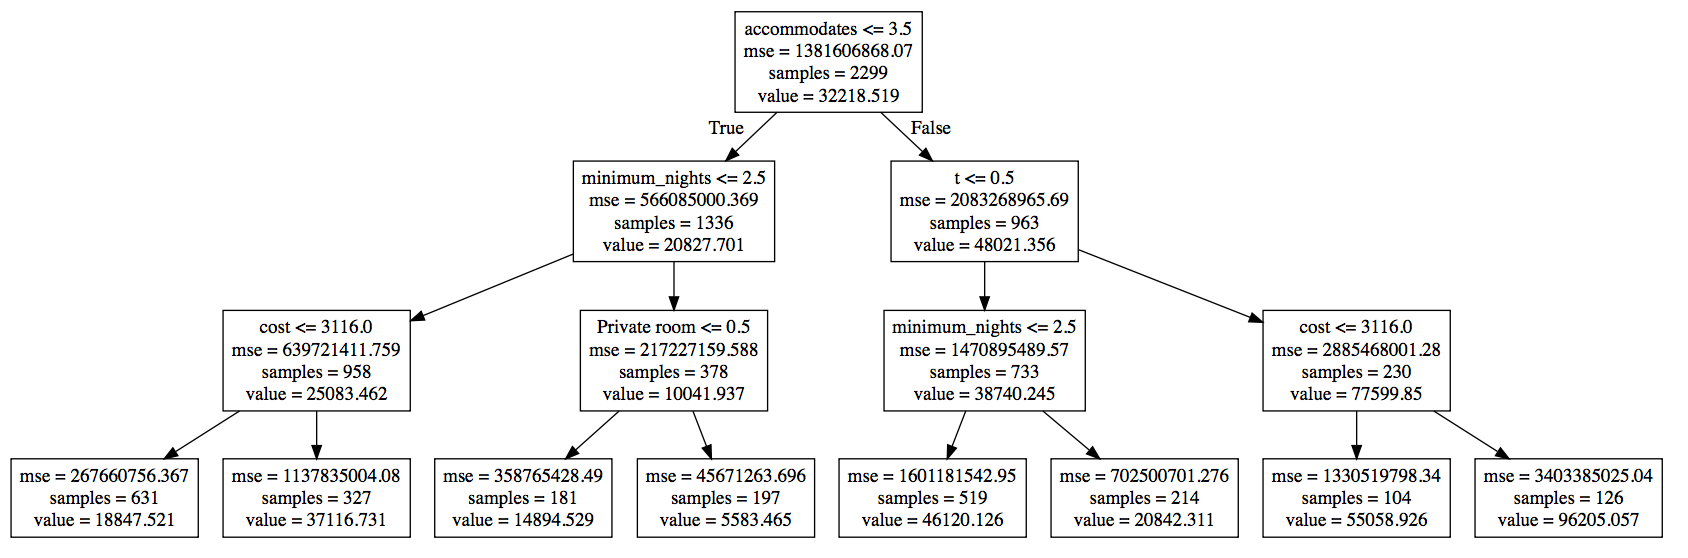 accommodates <= 3.5
mse = 1381606868.07
samples = 2299
value = 32218.519
True
False
minimum_nights <= 2.5
mse = 566085000.369
samples = 1336
value = 20827.701
t <= 0.5
mse = 2083268965.69
samples = 963
value = 48021.356
cost <= 3116.0
mse = 639721411.759
samples = 958
value = 25083.462
Private room <= 0.5
mse = 217227159.588
samples = 378
value = 10041.937
minimum_nights <= 2.5
mse = 1470895489.57
samples = 733
value = 38740.245
cost <= 3116.0
mse = 2885468001.28
samples = 230
value = 77599.85
mse = 267660756.367
samples = 631
value = 18847.521
mse = 1137835004.08
samples = 327
value = 37116.731
mse = 358765428.49
samples = 181
value = 14894.529
mse = 45671263.696
samples = 197
value = 5583.465
mse = 1601181542.95
samples = 519
value = 46120.126
mse = 702500701.276
samples = 214
value = 20842.311
mse = 1330519798.34
samples = 104
value = 55058.926
mse = 3403385025.04
samples = 126
value = 96205.057